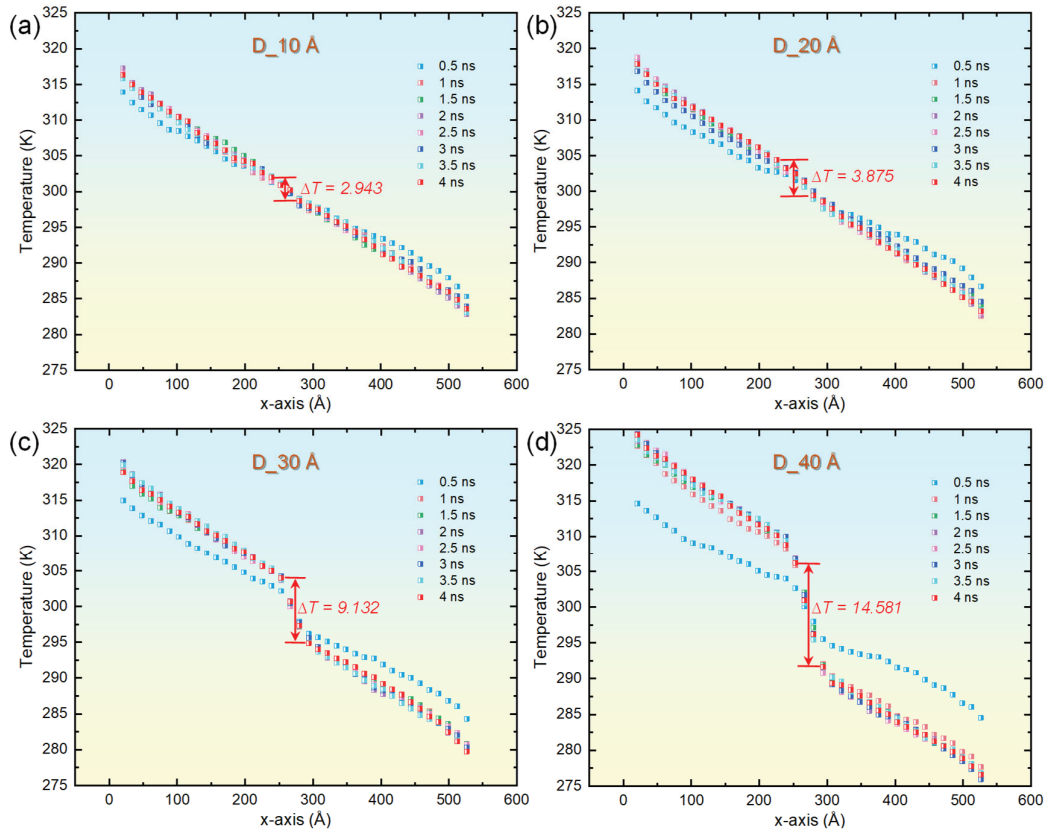 (a)
D_10 Å
325
320
315
310
305
300
295
290
285
280
275
Temperature (K)
0.5 ns
1 ns
1.5 ns
2 ns
2.5 ns
3 ns
3.5 ns
4 ns
ΔT = 2.943
0 100 200 300 400 500 600
x-axis (Å)
(b)
D_20 Å
325
320
315
310
305
300
295
290
285
280
275
Temperature (K)
0.5 ns
1 ns
1.5 ns
2 ns
2.5 ns
3 ns
3.5 ns
4 ns
ΔT = 3.875
0 100 200 300 400 500 600
x-axis (Å)
(c)
D_30 Å
325
320
315
310
305
300
295
290
285
280
275
Temperature (K)
0.5 ns
1 ns
1.5 ns
2 ns
2.5 ns
3 ns
3.5 ns
4 ns
ΔT = 9.132
0 100 200 300 400 500 600
x-axis (Å)
(d)
D_40 Å
325
320
315
310
305
300
295
290
285
280
275
Temperature (K)
0.5 ns
1 ns
1.5 ns
2 ns
2.5 ns
3 ns
3.5 ns
4 ns
ΔT = 14.581
0 100 200 300 400 500 600
x-axis (Å)